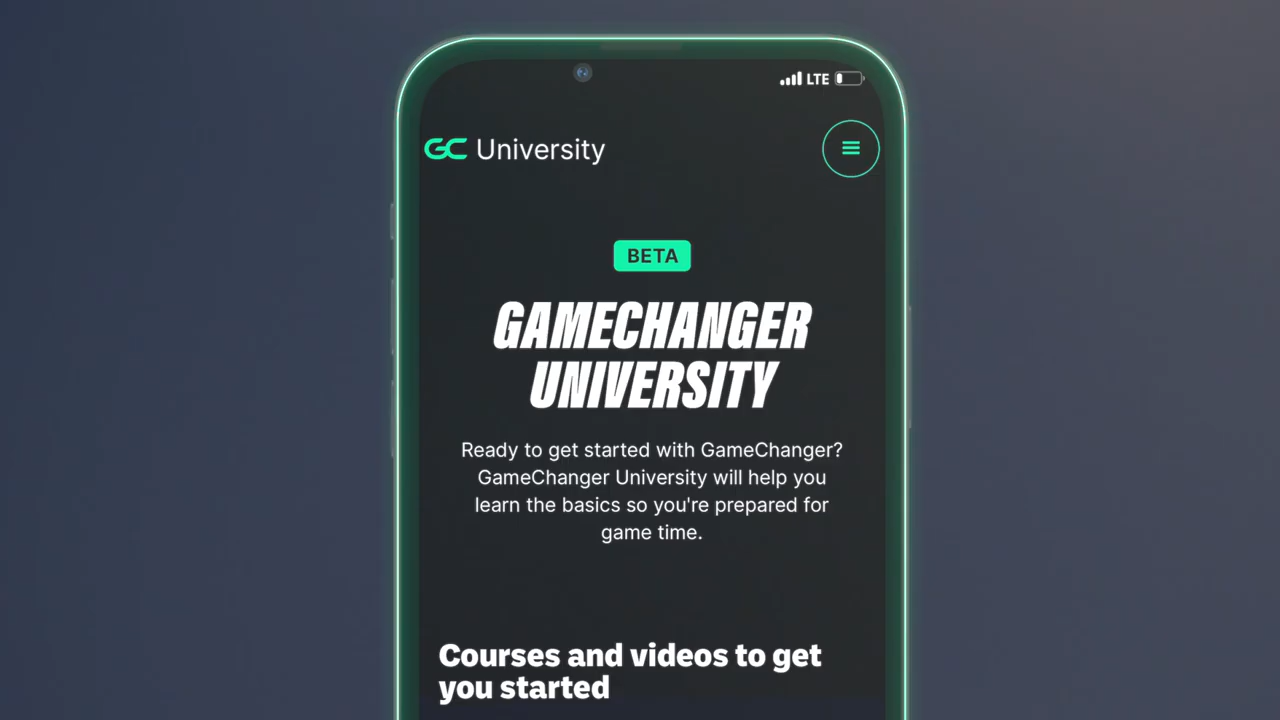 LTE
GC University
BETA
GAMECHANGER
UNIVERSITY
Ready to get started with GameChanger?
GameChanger University will help you
learn the basics so you're prepared for
game time.
Courses and videos to get
you started